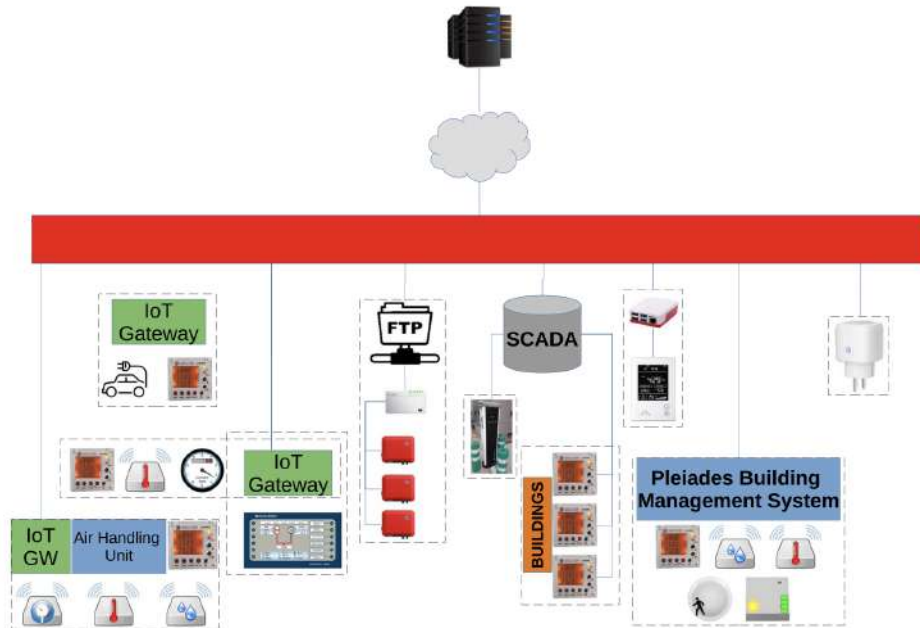 IoT
Gateway
FTP
SCADA
IoT
Gateway
BUILDINGS
Pleiades Building
Management System
IoT
GW
Air Handling
Unit